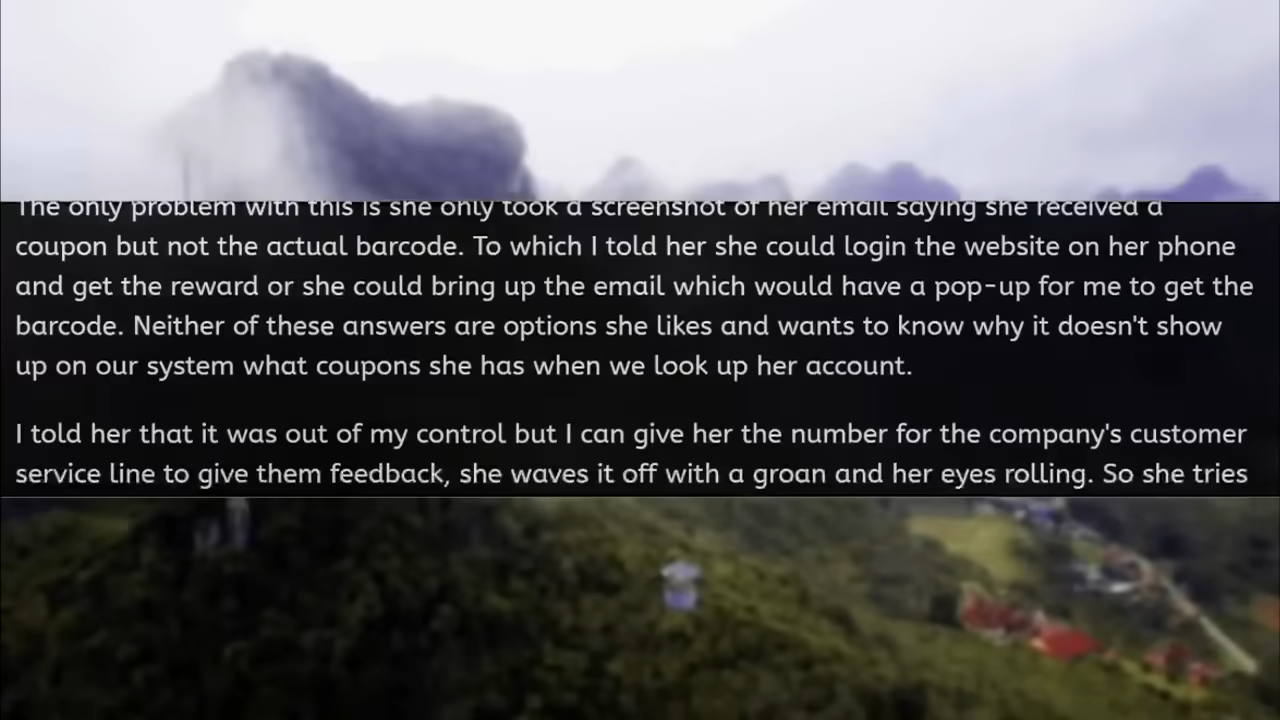 The only problem with this is she only took a screenshot of her email saying she received a
coupon but not the actual barcode. To which I told her she could login the website on her phone
and get the reward or she could bring up the email which would have a pop-up for me to get the
barcode. Neither of these answers are options she likes and wants to know why it doesn't show
up on our system what coupons she has when we look up her account.
I told her that it was out of my control but I can give her the number for the company's customer
service line to give them feedback, she waves it off with a groan and her eyes rolling. So she tries